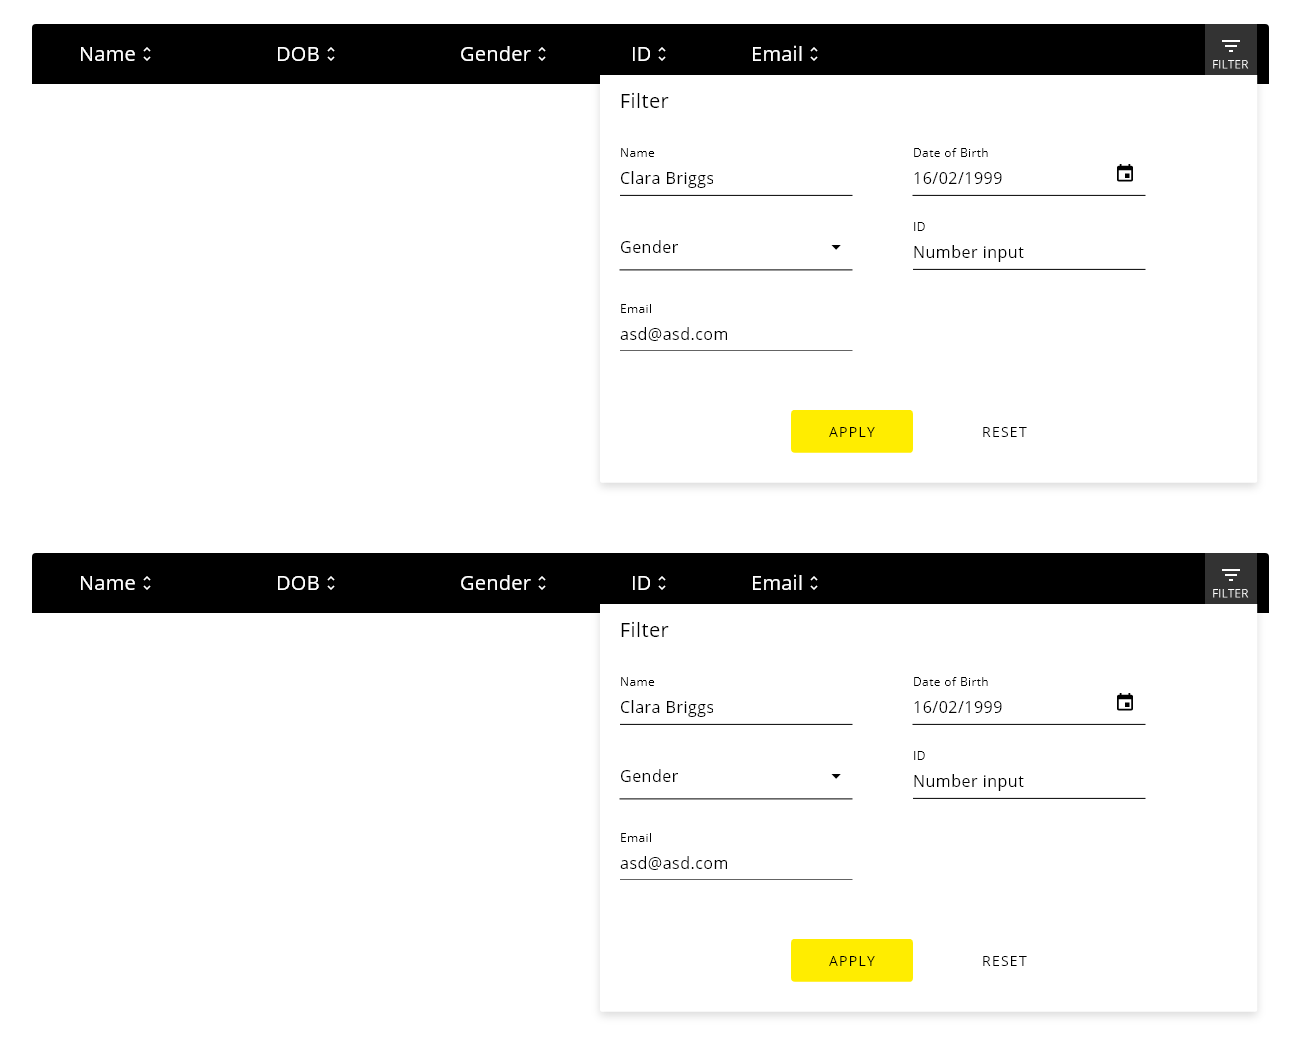 Name DOB Gender ID Email FILTER
Filter
Name Date of Birth
Clara Briggs 16/02/1999
ID
Gender Number input
Email
asd@asd.com
APPLY RESET
Name DOB Gender ID Email FILTER
Filter
Name Date of Birth
Clara Briggs 16/02/1999
ID
Gender Number input
Email
asd@asd.com
APPLY RESET